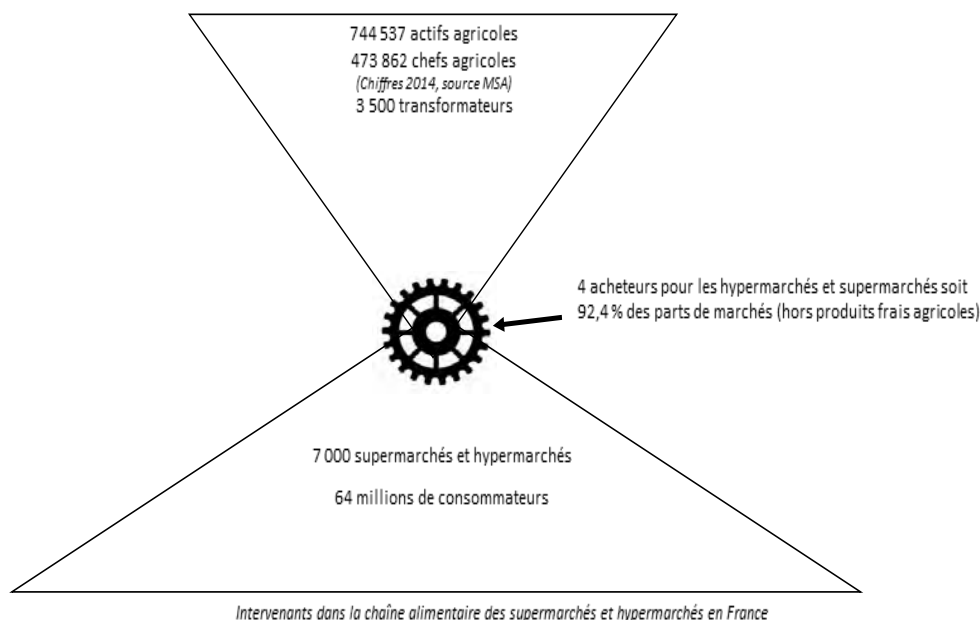 744 537 actifs agricoles
473 862 chefs agricoles
(Chiffres 2014, source MSA)
3 500 transformateurs
4 acheteurs pour les hypermarchés et supermarchés soit
92,4 % des parts de marchés (hors produits frais agricoles)
7 000 supermarchés et hypermarchés
64 millions de consommateurs
Intervenants dans la chaîne alimentaire des supermarchés et hypermarchés en France